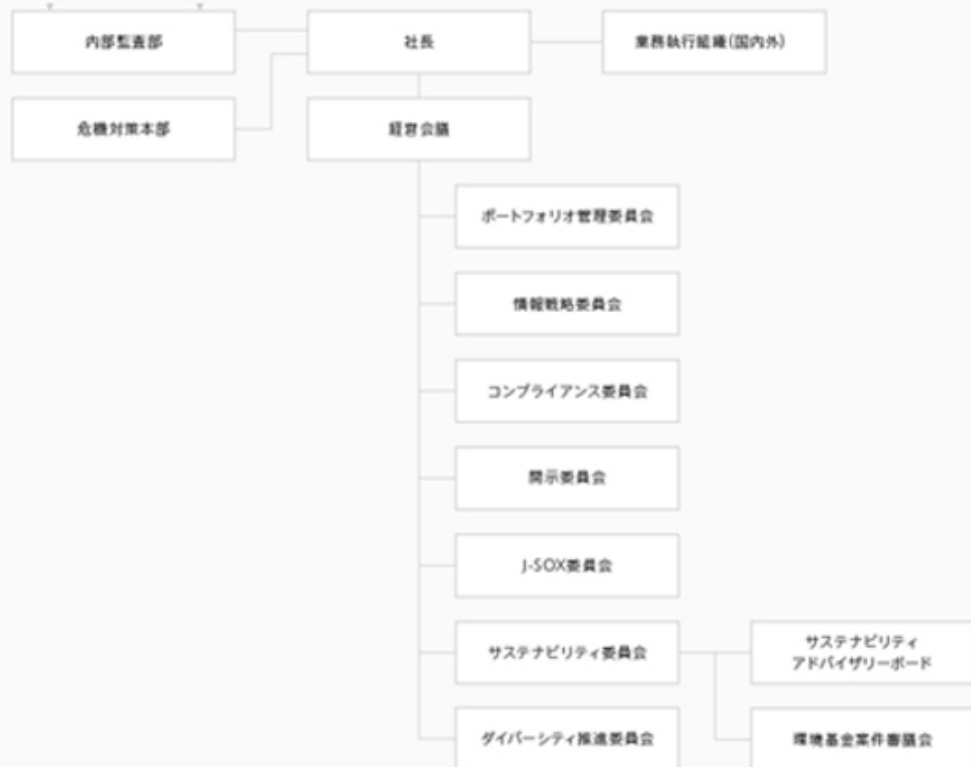 内部監査部
社長
業務執行組織(国内外)
危機対策本部
経営会議
ポートフォリオ管理委員会
情報戦略委員会
コンプライアンス委員会
開示委員会
J-SOX委員会
サステナビリティ委員会
サステナビリティ
アドバイザリーボード
ダイバーシティ推進委員会
環境基金案件審議会